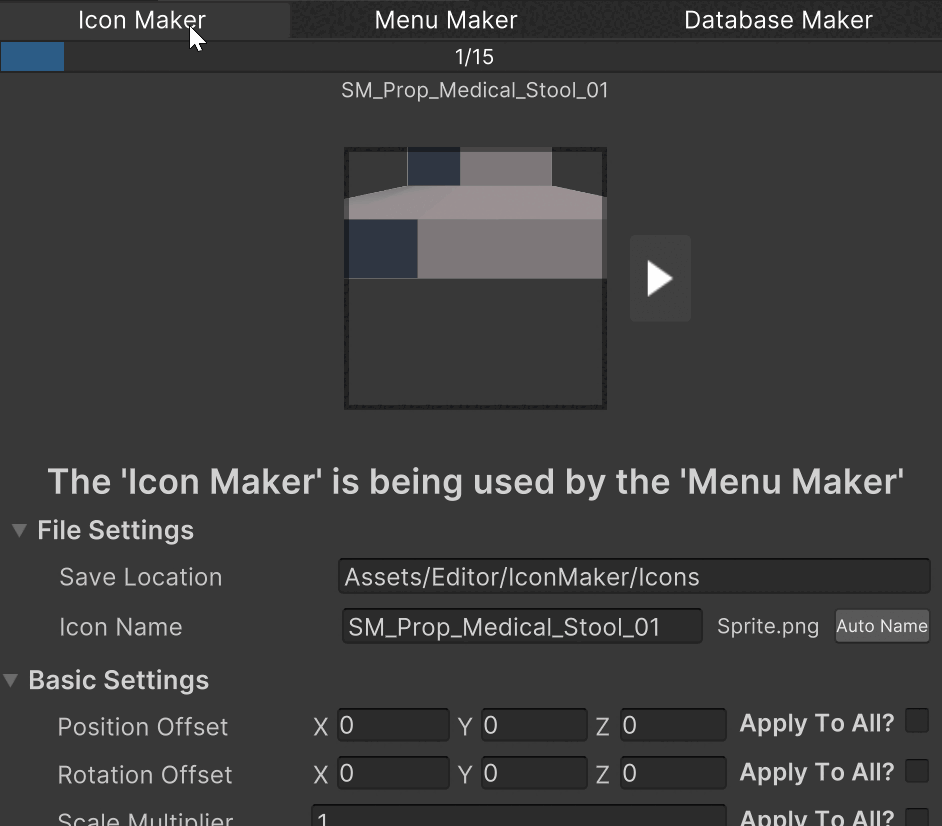 Icon Maker Menu Maker Database Maker
1/15
SM_Prop_Medical_Stool_01
The 'Icon Maker' is being used by the 'Menu Maker'
File Settings
Save Location Assets/Editor/IconMaker/Icons
Icon Name SM_Prop_Medical_Stool_01 Sprite.png Auto Name
Basic Settings
Position Offset X 0 Y 0 Z 0 Apply To All?
Rotation Offset X 0 Y 0 Z 0 Apply To All?
Scale Multiplier 1 Apply To All?